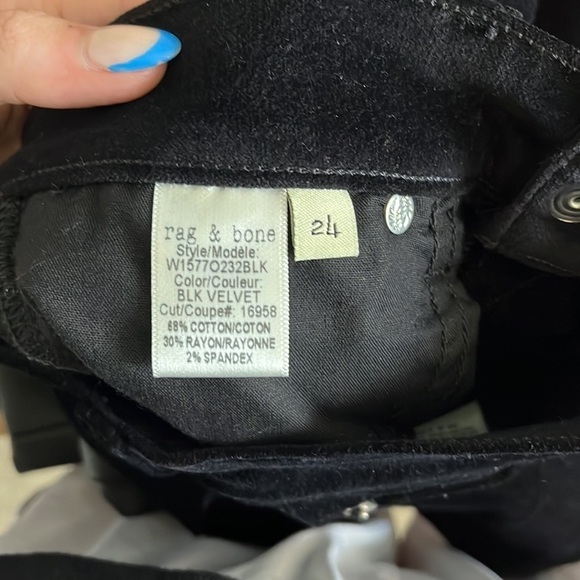 rag & bone
Style/Modèle:
W1577O232BLK
Color/Couleur:
BLK VELVET
Cut/Coupe#: 16958
68% COTTON/COTON
30% RAYON/RAYONNE
2% SPANDEX
24